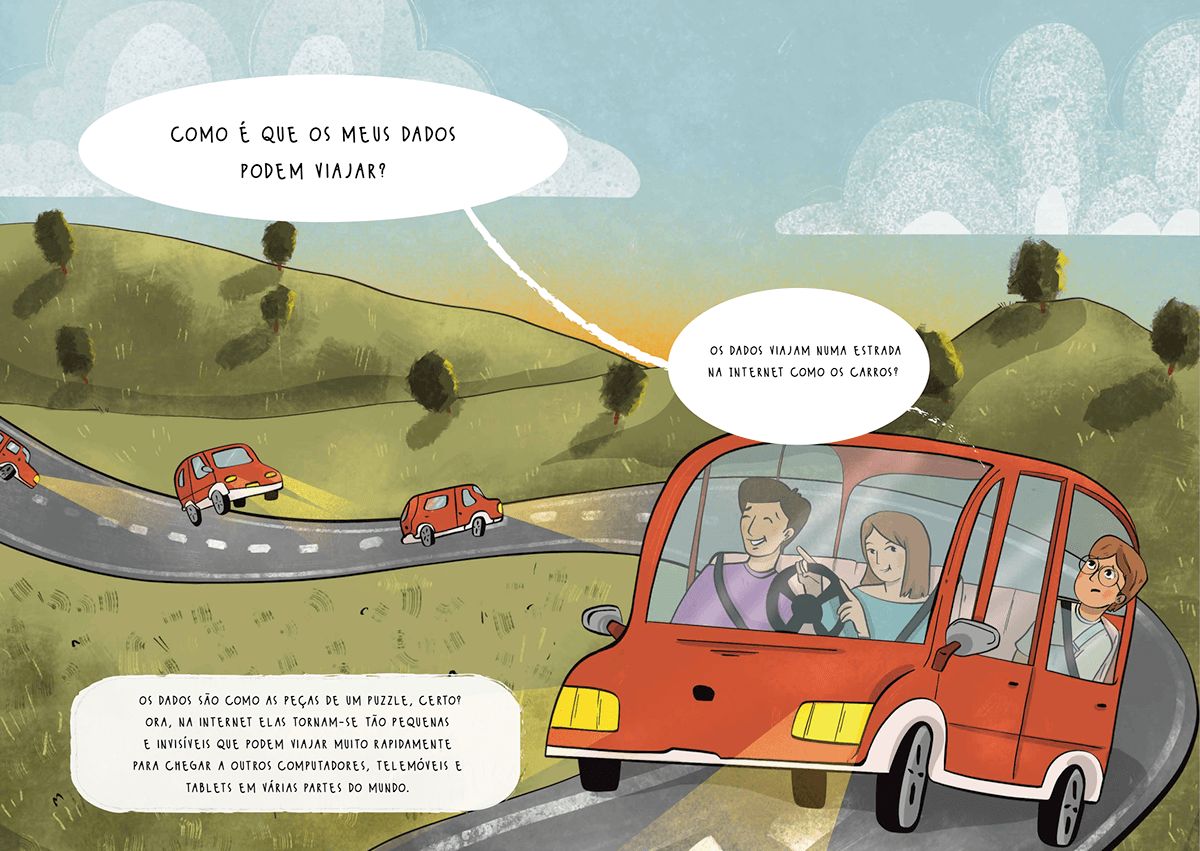 COMO É QUE OS MEUS DADOS
PODEM VIAJAR?
OS DADOS VIAJAM NUMA ESTRADA
NA INTERNET COMO OS CARROS?
OS DADOS SÃO COMO AS PEÇAS DE UM PUZZLE, CERTO?
ORA, NA INTERNET ELAS TORNAM-SE TÃO PEQUENAS
E INVISÍVEIS QUE PODEM VIAJAR MUITO RAPIDAMENTE
PARA CHEGAR A OUTROS COMPUTADORES, TELEMÓVEIS E
TABLETS EM VÁRIAS PARTES DO MUNDO.